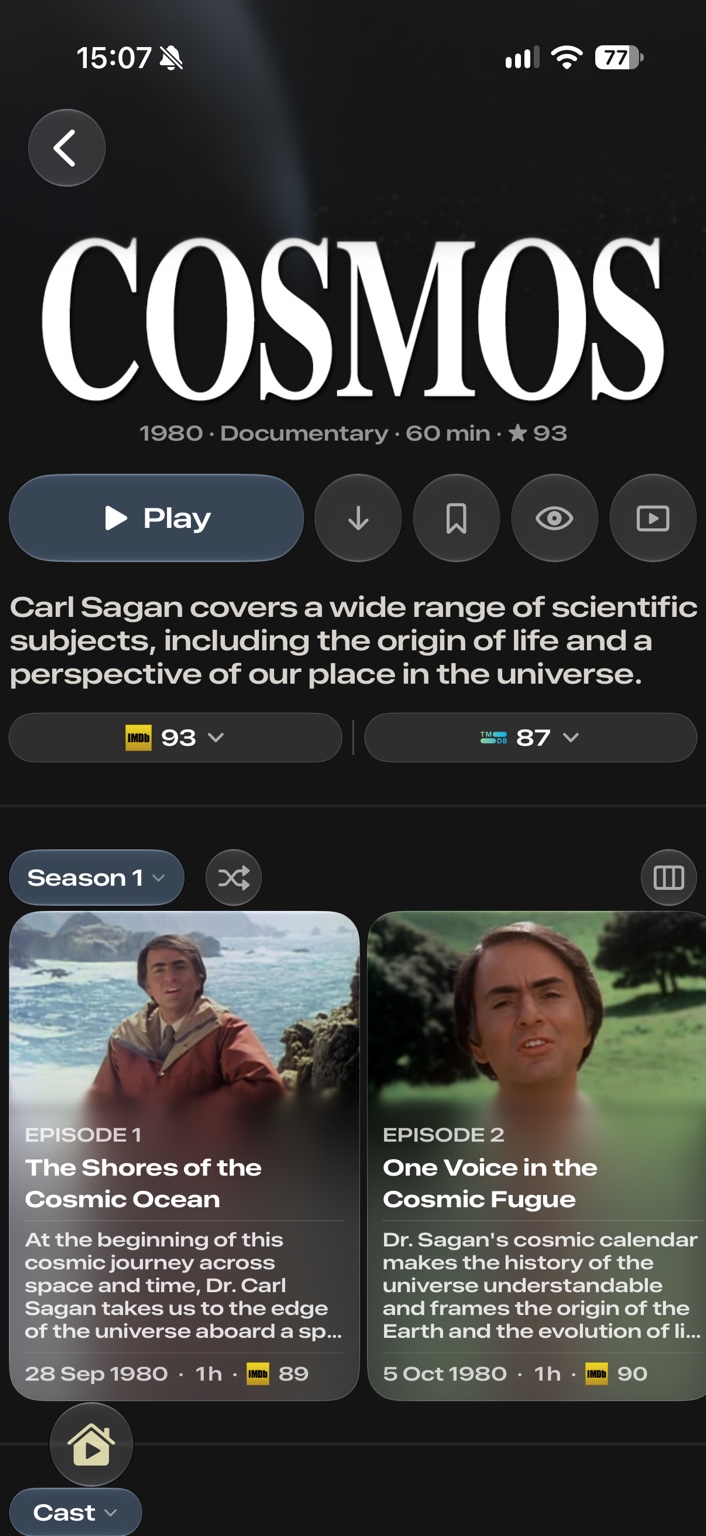 15:07
77
COSMOS
1980 · Documentary · 60 min · ★ 93
Play
Carl Sagan covers a wide range of scientific
subjects, including the origin of life and a
perspective of our place in the universe.
IMDb 93
TMDB 87
Season 1
EPISODE 1
The Shores of the
Cosmic Ocean
At the beginning of this
cosmic journey across
space and time, Dr. Carl
Sagan takes us to the edge
of the universe aboard a sp...
28 Sep 1980 · 1h · IMDb 89
EPISODE 2
One Voice in the
Cosmic Fugue
Dr. Sagan's cosmic calendar
makes the history of the
universe understandable
and frames the origin of the
Earth and the evolution of li...
5 Oct 1980 · 1h · IMDb 90
Cast